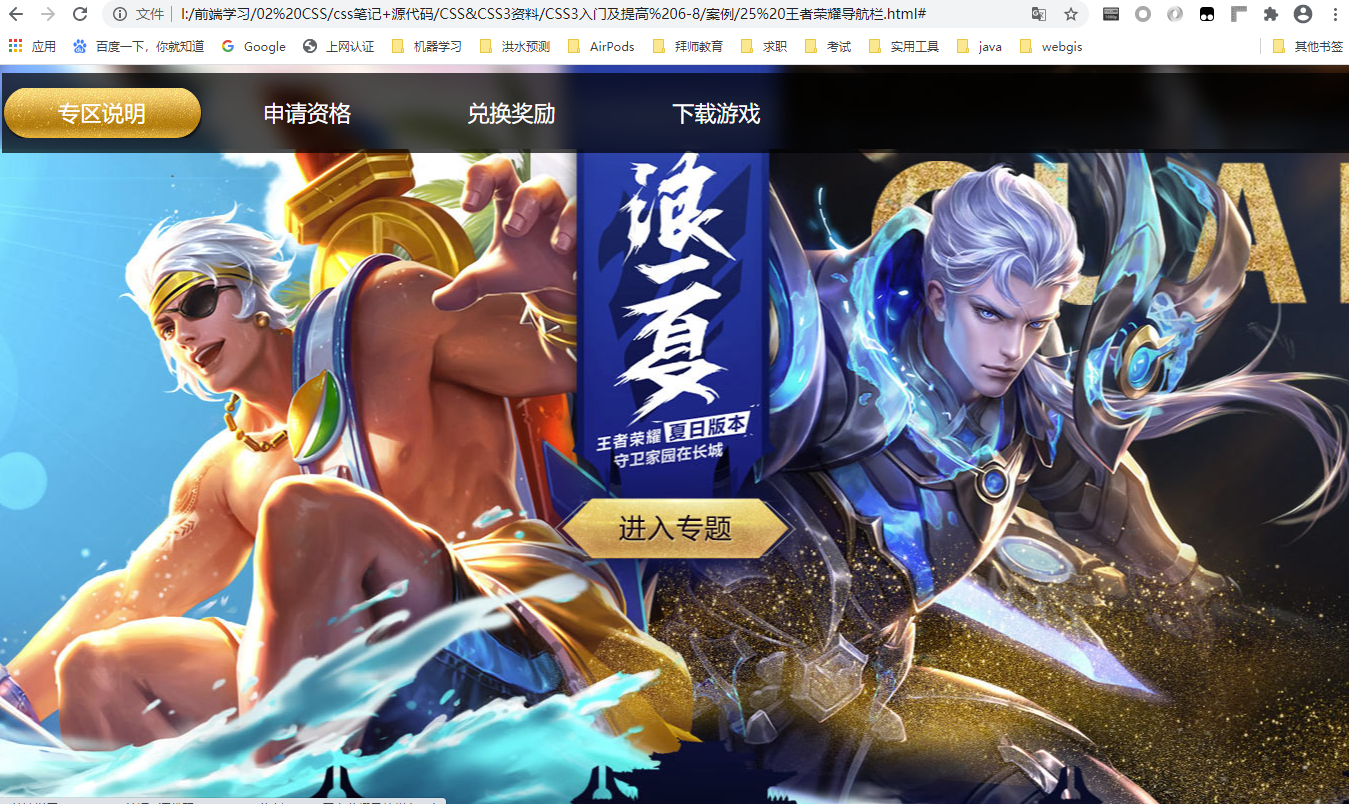 文件
I:/前端学习/02%20CSS/css笔记+源代码/CSS&CSS3资料/CSS3入门及提高%206-8/案例/25%20王者荣耀导航栏.html#
应用
百度一下，你就知道
Google
上网认证
机器学习
洪水预测
AirPods
拜师教育
求职
考试
实用工具
java
webgis
其他书签
专区说明
申请资格
兑换奖励
下载游戏
浪一夏
王者荣耀 夏日版本
守卫家园在长城
进入专题